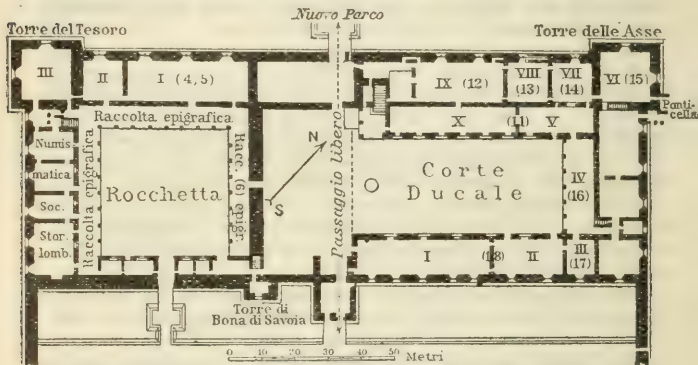 Nuovo Parco
Torre del Tesoro
Torre delle Asse
III
II
I (4,5)
IX (12)
VIII (13)
VII (14)
VI (15)
Ponticella
Raccolta epigrafica
X
(11)
V
Numis
matica
Soc.
Stor.
lomb.
Raccolta epigrafica
Rocchetta
Racc. (6) epigr.
N
S
Passaggio libero
Corte
Ducale
IV
(16)
I
(18)
II
III
(17)
Torre di
Bona di Savoia
0 10 20 30 40 50
Metri